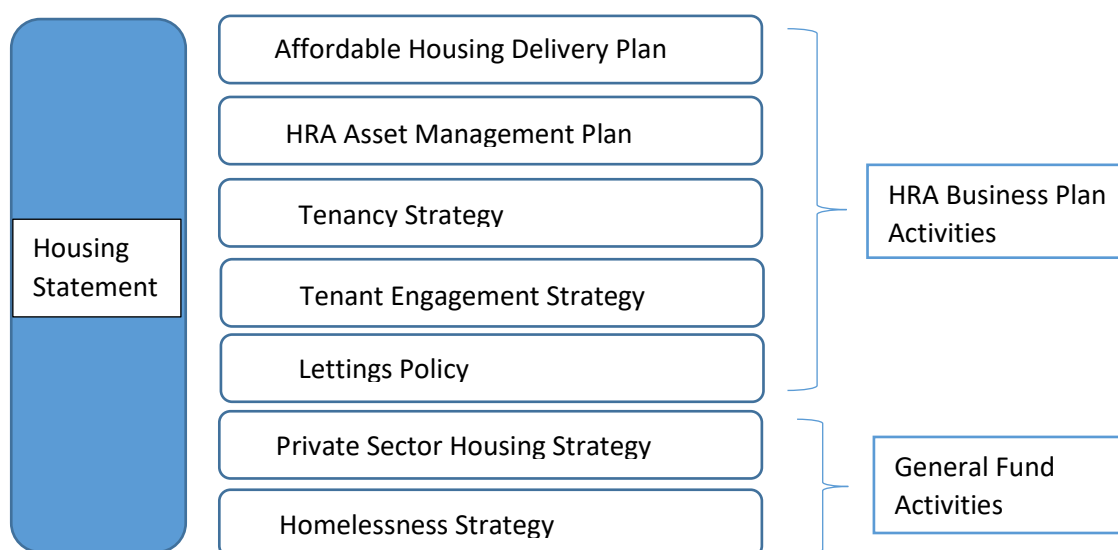 Housing
Statement
Affordable Housing Delivery Plan
HRA Asset Management Plan
Tenancy Strategy
Tenant Engagement Strategy
Lettings Policy
Private Sector Housing Strategy
Homelessness Strategy
HRA Business Plan
Activities
General Fund
Activities